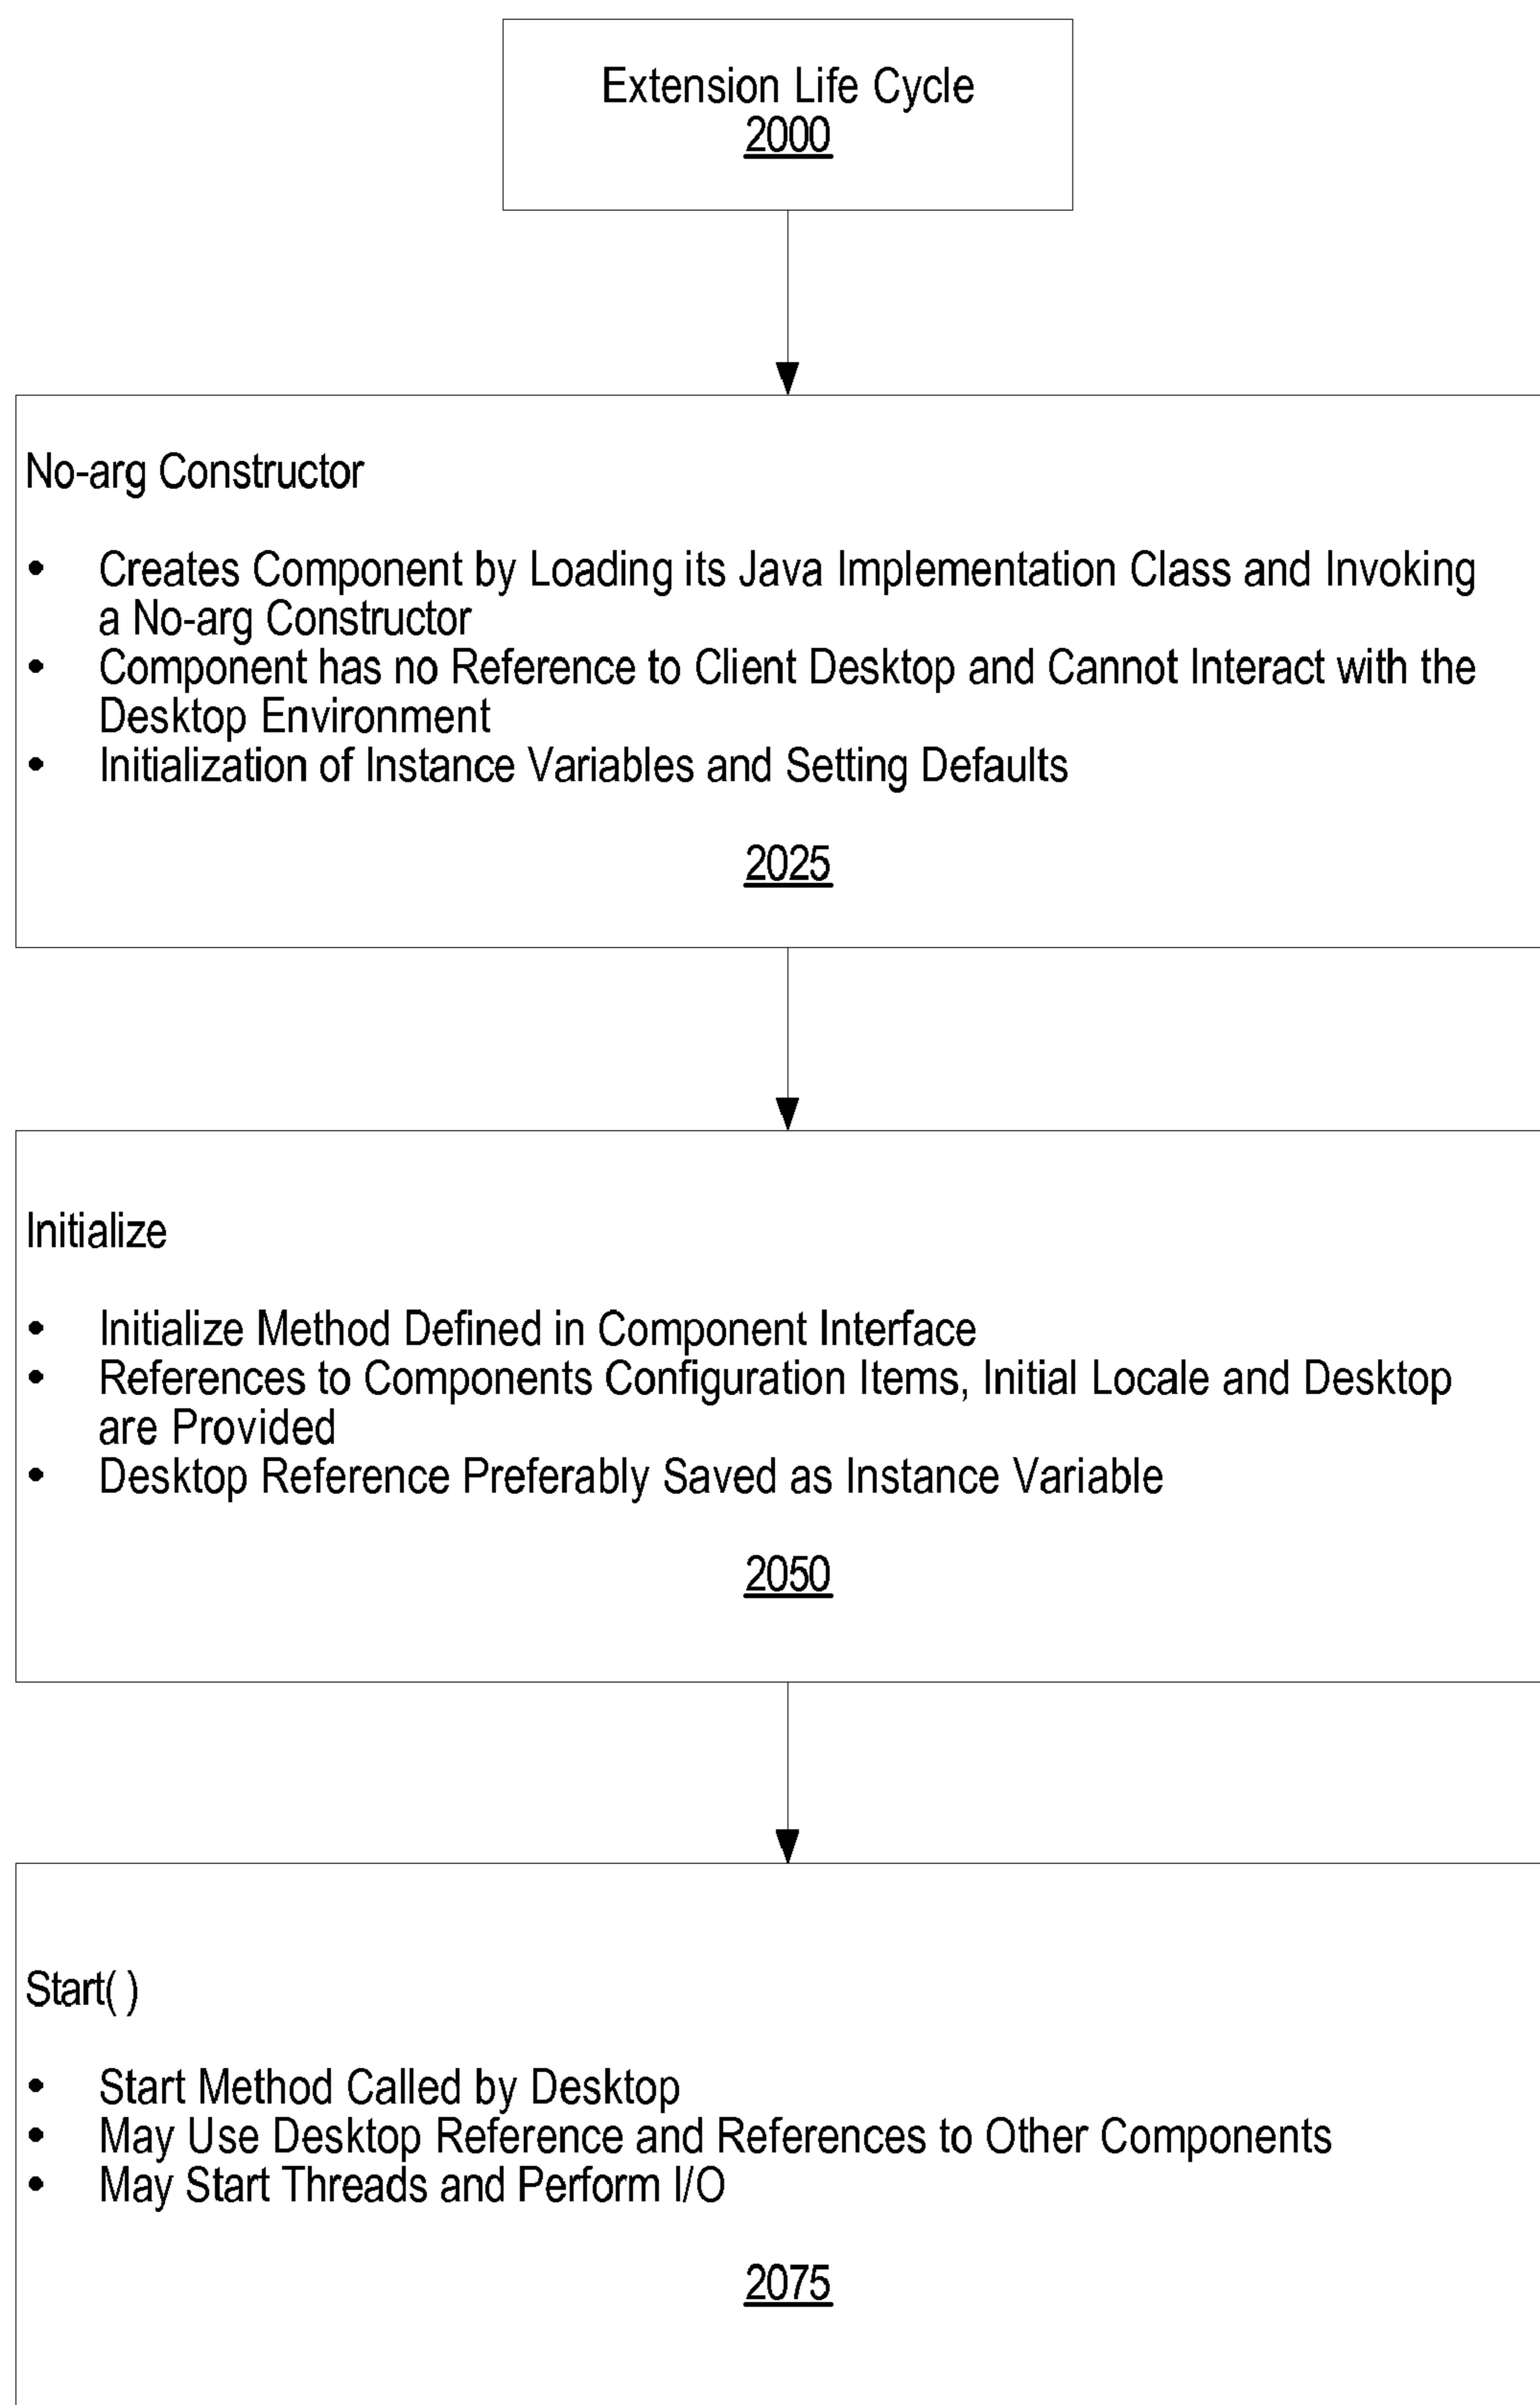 Extension Life Cycle
2000
No-arg Constructor
• Creates Component by Loading its Java Implementation Class and Invoking
a No-arg Constructor
• Component has no Reference to Client Desktop and Cannot Interact with the
Desktop Environment
• Initialization of Instance Variables and Setting Defaults
2025
Initialize
• Initialize Method Defined in Component Interface
• References to Components Configuration Items, Initial Locale and Desktop
are Provided
• Desktop Reference Preferably Saved as Instance Variable
2050
Start( )
• Start Method Called by Desktop
• May Use Desktop Reference and References to Other Components
• May Start Threads and Perform I/O
2075